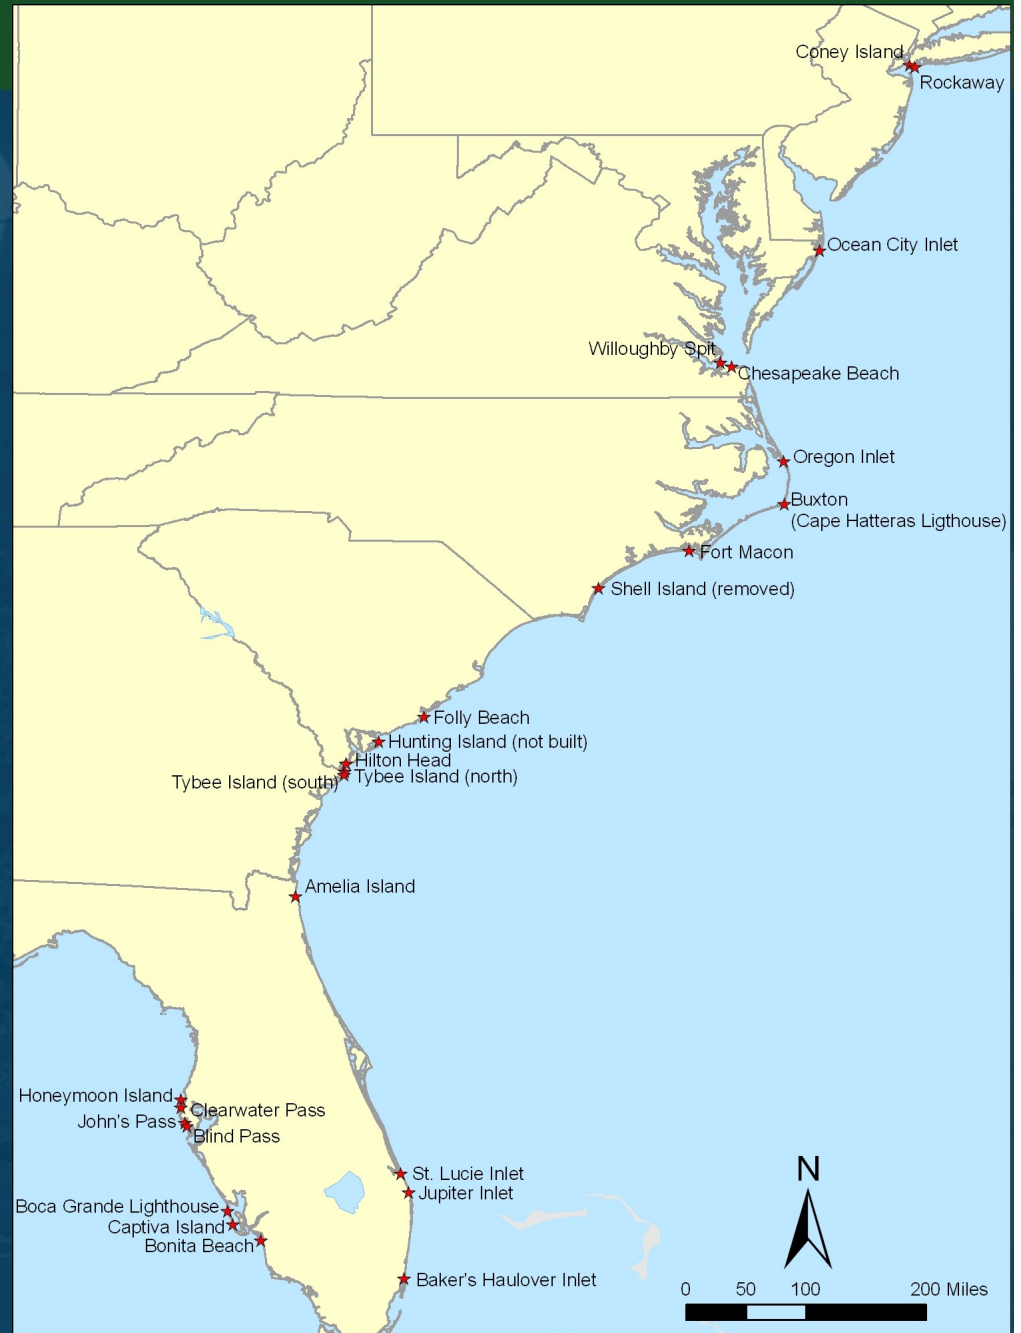 Coney Island
Rockaway
Ocean City Inlet
Willoughby Spit
Chesapeake Beach
Oregon Inlet
Buxton
(Cape Hatteras Ligthouse)
Fort Macon
Shell Island (removed)
Folly Beach
Hunting Island (not built)
Hilton Head
Tybee Island (north)
Tybee Island (south)
Amelia Island
Honeymoon Island
Clearwater Pass
John's Pass
Blind Pass
St. Lucie Inlet
Jupiter Inlet
Boca Grande Lighthouse
Captiva Island
Bonita Beach
Baker's Haulover Inlet
N
0 50 100 200 Miles